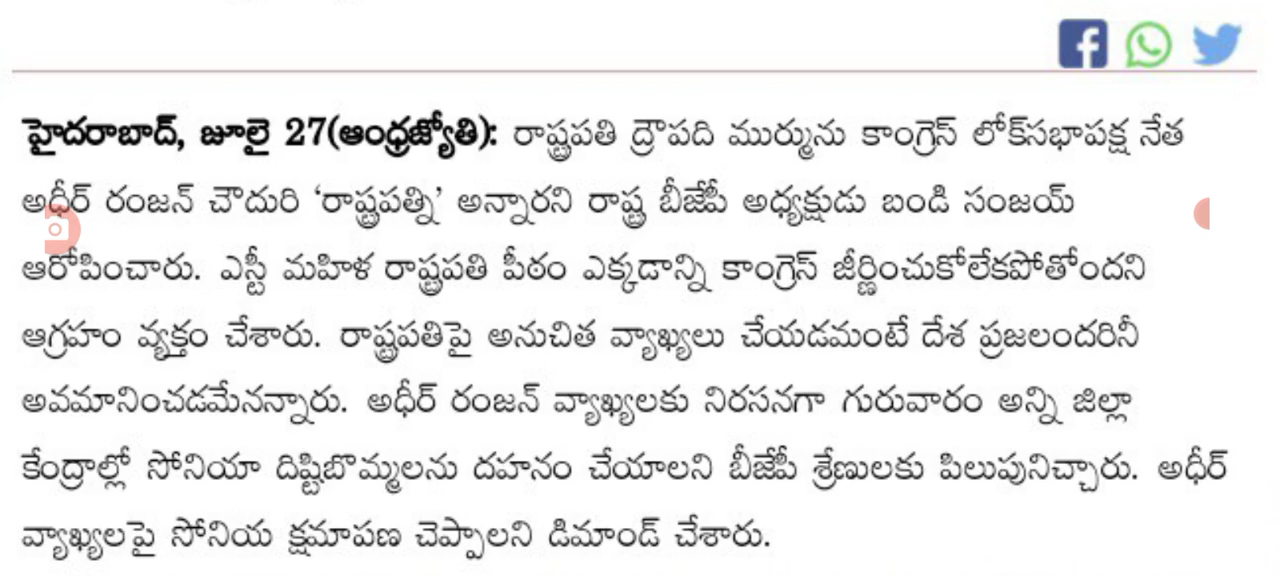 హైదరాబాద్, జూలై 27(ఆంధ్రజ్యోతి): రాష్ట్రపతి ద్రౌపది ముర్మును కాంగ్రెస్ లోక్‌సభాపక్ష నేత
అధీర్ రంజన్ చౌదురి ‘రాష్ట్రపత్ని’ అన్నారని రాష్ట్ర బీజేపీ అధ్యక్షుడు బండి సంజయ్
ఆరోపించారు. ఎస్టీ మహిళ రాష్ట్రపతి పీఠం ఎక్కడాన్ని కాంగ్రెస్ జీర్ణించుకోలేకపోతోందని
ఆగ్రహం వ్యక్తం చేశారు. రాష్ట్రపతిపై అనుచిత వ్యాఖ్యలు చేయడమంటే దేశ ప్రజలందరినీ
అవమానించడమేనన్నారు. అధీర్ రంజన్ వ్యాఖ్యలకు నిరసనగా గురువారం అన్ని జిల్లా
కేంద్రాల్లో సోనియా దిష్టిబొమ్మలను దహనం చేయాలని బీజేపీ శ్రేణులకు పిలుపునిచ్చారు. అధీర్
వ్యాఖ్యలపై సోనియ క్షమాపణ చెప్పాలని డిమాండ్ చేశారు.